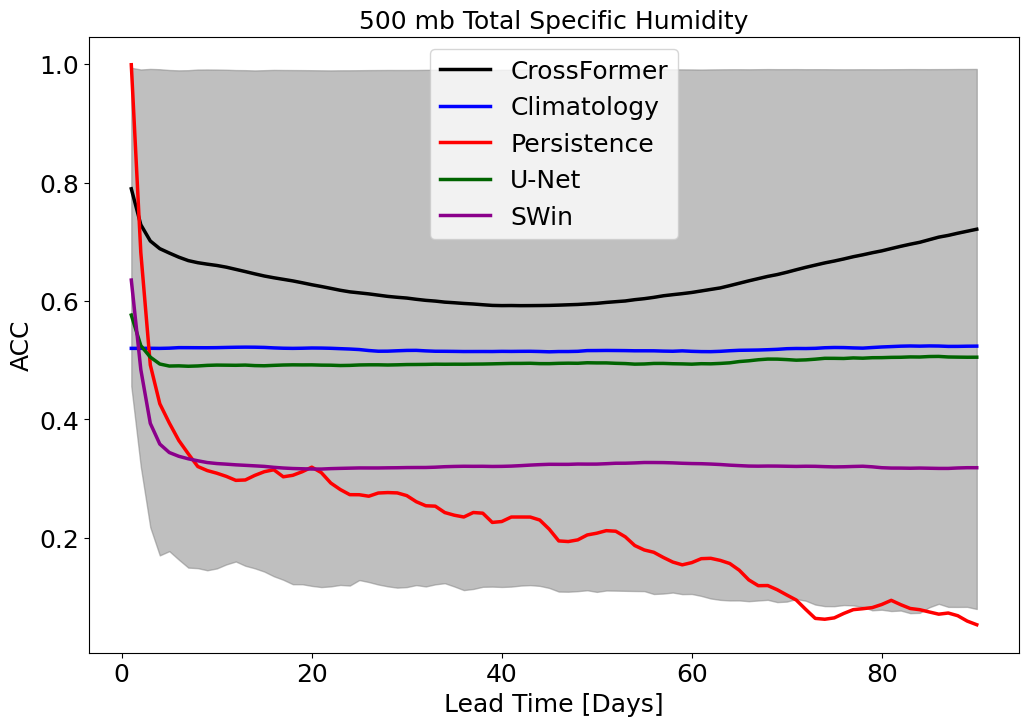 500 mb Total Specific Humidity
CrossFormer
Climatology
Persistence
U-Net
SWin
ACC
1.0
0.8
0.6
0.4
0.2
0 20 40 60 80
Lead Time [Days]